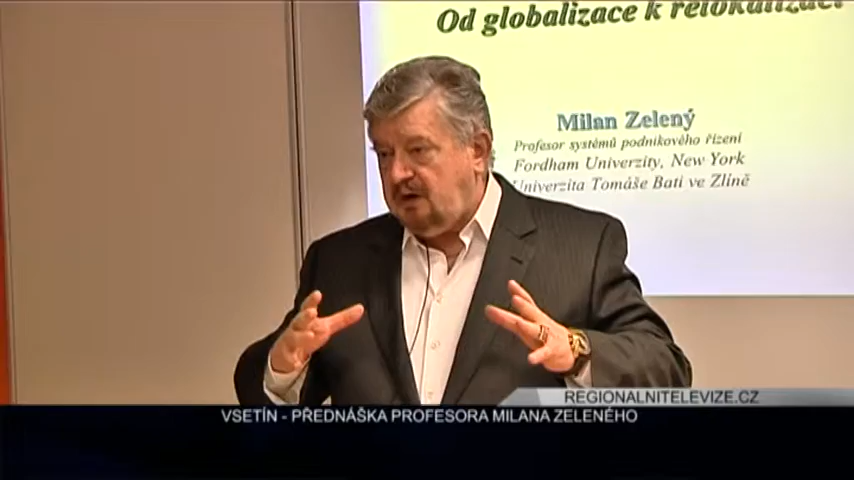 Od globalizace k relokalizaci
Milan Zelený
Profesor systémů podnikového řízení
Fordham Univerzity, New York
Univerzita Tomáše Bati ve Zlíně
REGIONALNITELEVIZE.CZ
VSETÍN - PŘEDNÁŠKA PROFESORA MILANA ZELENÉHO